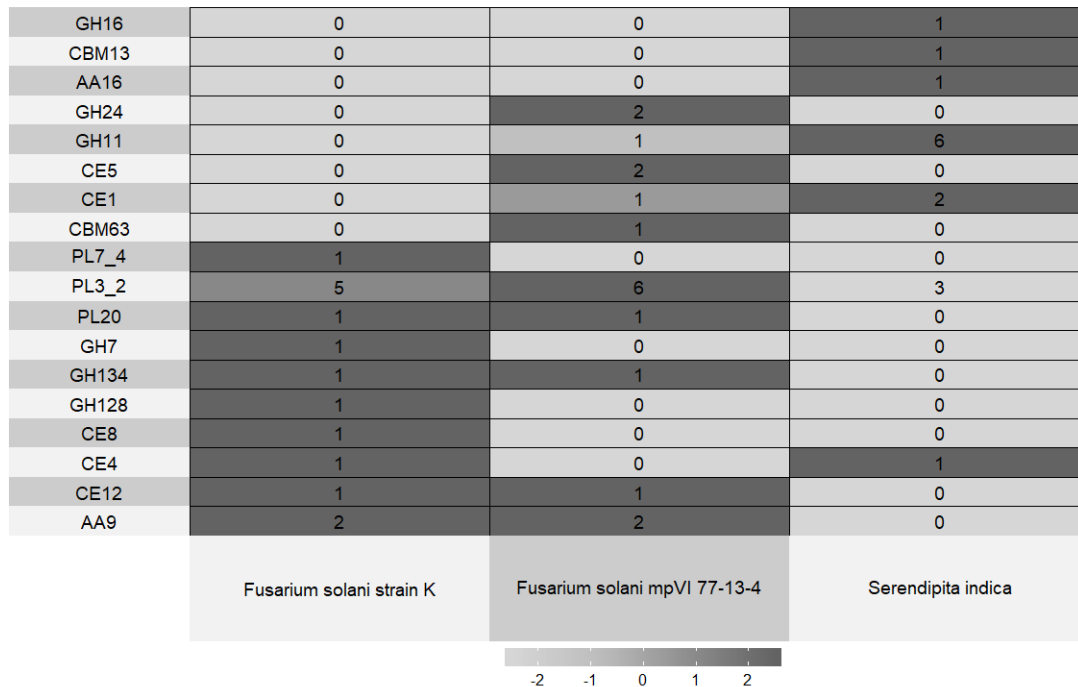 GH16 0 0 1
CBM13 0 0 1
AA16 0 0 1
GH24 0 2 0
GH11 0 1 6
CE5 0 2 0
CE1 0 1 2
CBM63 0 1 0
PL7_4 1 0 0
PL3_2 5 6 3
PL20 1 1 0
GH7 1 0 0
GH134 1 1 0
GH128 1 0 0
CE8 1 0 0
CE4 1 0 1
CE12 1 1 0
AA9 2 2 0
Fusarium solani strain K Fusarium solani mpVI 77-13-4 Serendipita indica
-2 -1 0 1 2